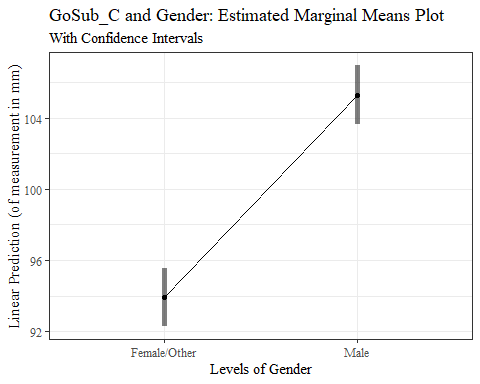 GoSub_C and Gender: Estimated Marginal Means Plot
With Confidence Intervals
Linear Prediction (of measurement in mm)
104
100
96
92
Female/Other
Male
Levels of Gender